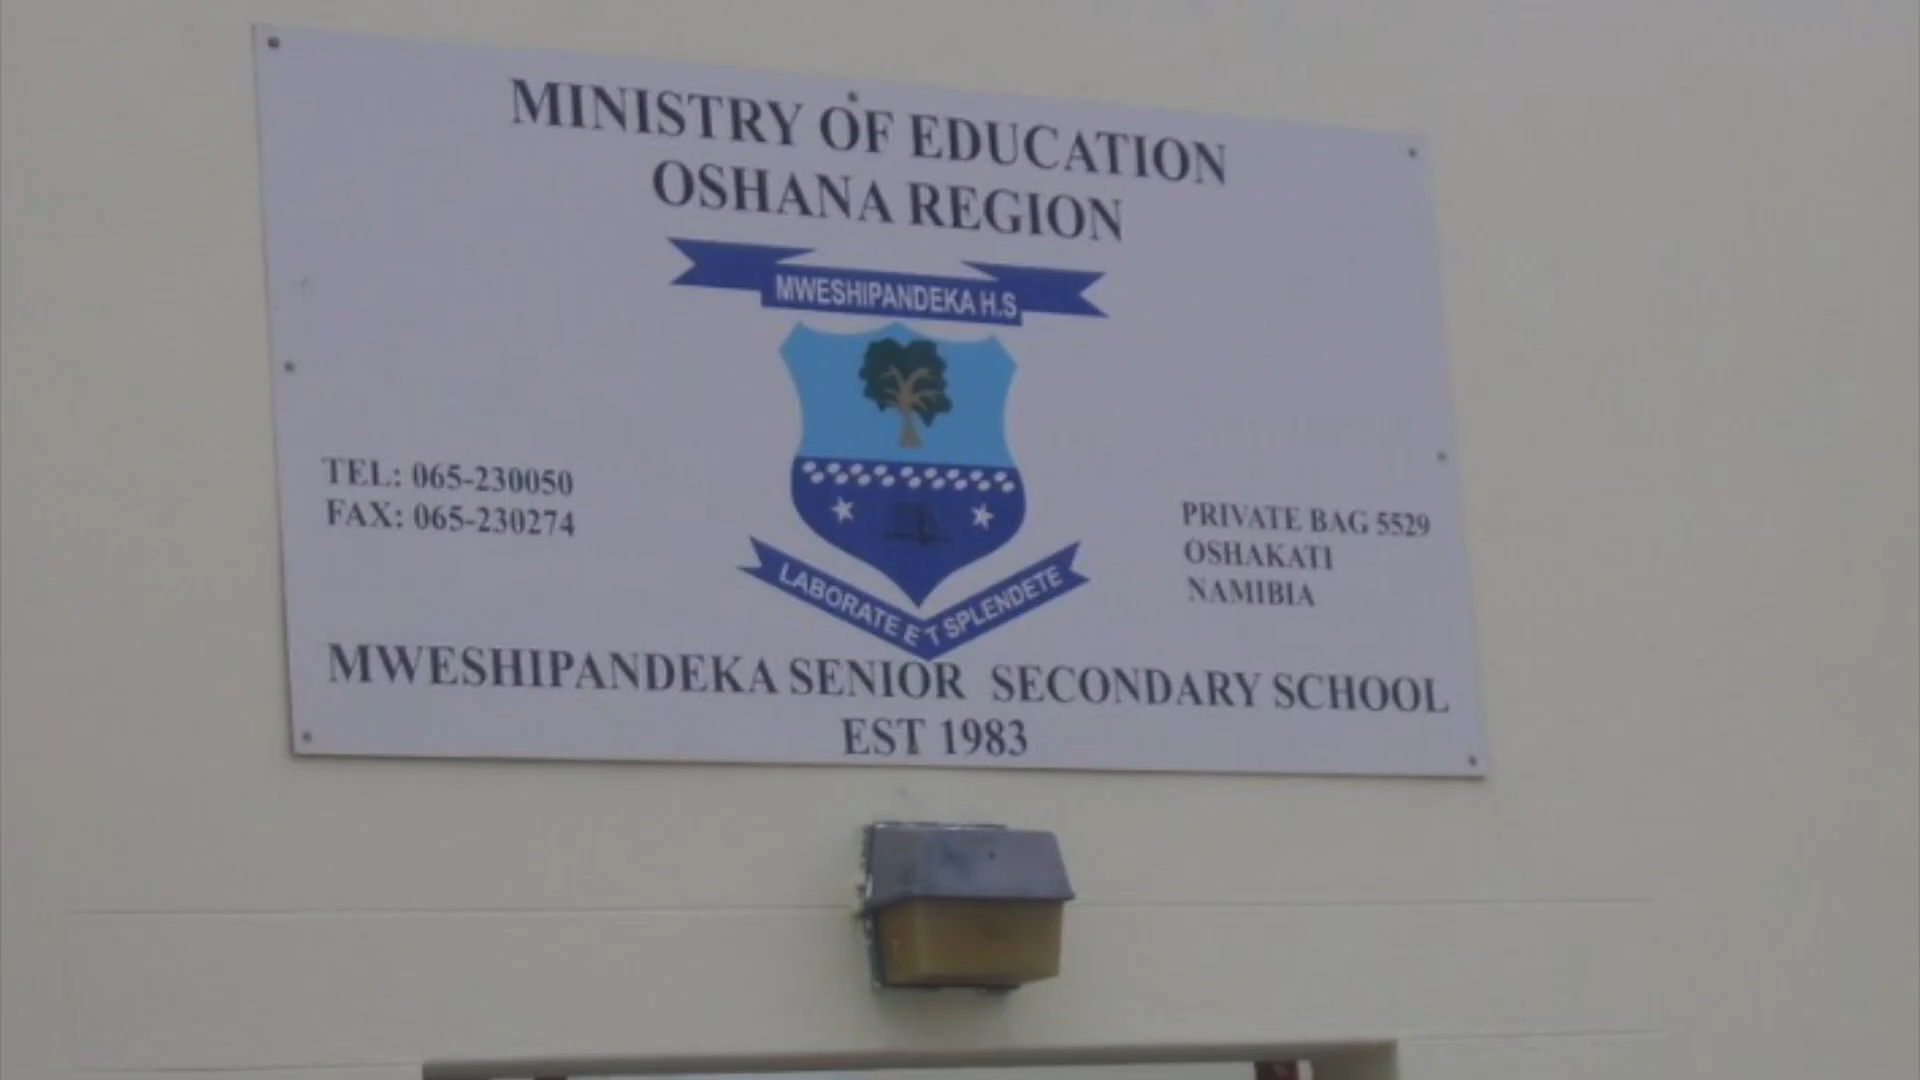 MINISTRY OF EDUCATION
OSHANA REGION
MWESHIPANDEKA H.S
TEL: 065-230050
FAX: 065-230274
PRIVATE BAG 5529
OSHAKATI
NAMIBIA
LABORATE ET SPLENDETE
MWESHIPANDEKA SENIOR SECONDARY SCHOOL
EST 1983